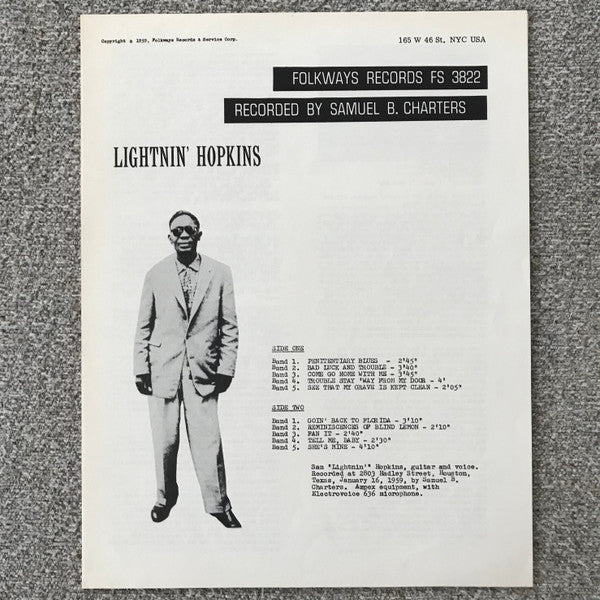 Copyright © 1959, Folkways Records & Service Corp.
165 W 46 St, NYC USA
FOLKWAYS RECORDS FS 3822
RECORDED BY SAMUEL B. CHARTERS
LIGHTNIN' HOPKINS
SIDE ONE
Band 1. PENITENTIARY BLUES - 2'45"
Band 2. BAD LUCK AND TROUBLE - 3'40"
Band 3. COME GO HOME WITH ME - 3'45"
Band 4. TROUBLE STAY 'WAY FROM MY DOOR - 4'
Band 5. SEE THAT MY GRAVE IS KEPT CLEAN - 2'05"
SIDE TWO
Band 1. GOIN' BACK TO FLORIDA - 3'10"
Band 2. REMINISCENCES OF BLIND LEMON - 2'10"
Band 3. FAN IT - 2'40"
Band 4. TELL ME, BABY - 2'30"
Band 5. SHE'S MINE - 4'10"
Sam "Lightnin'" Hopkins, guitar and voice.
Recorded at 2803 Hadley Street, Houston,
Texas, January 16, 1959, by Samuel B.
Charters. Ampex equipment, with
Electrovoice 636 microphone.